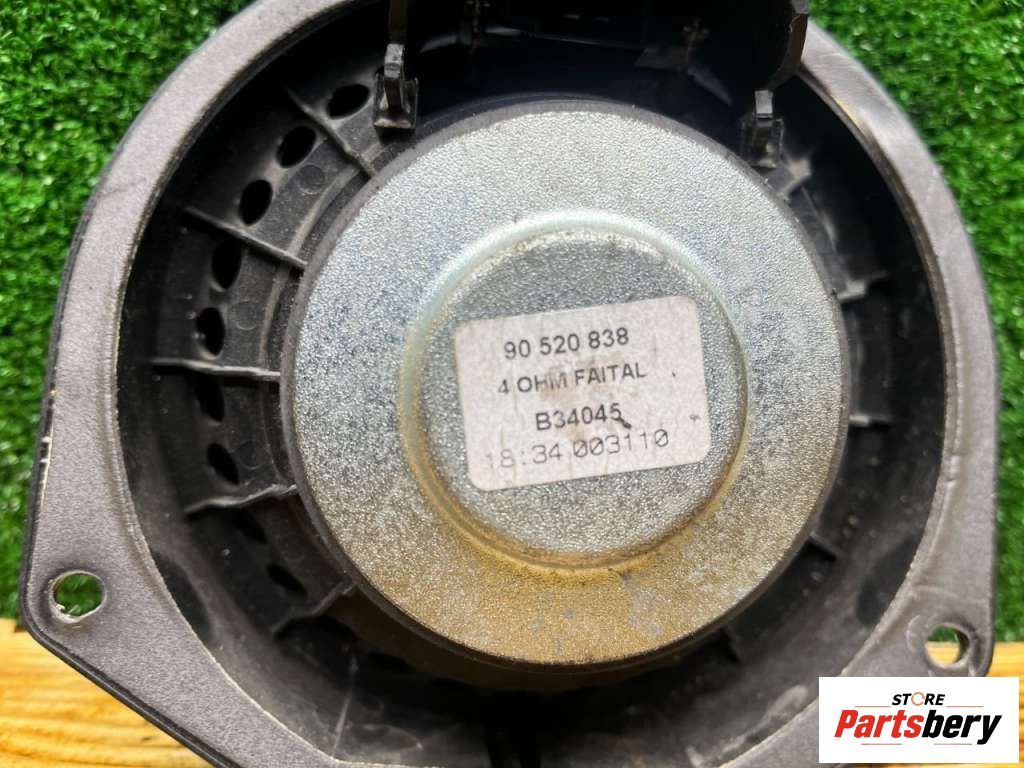 90 520 838
4 OHM FAITAL
B34045
18:34 003110
STORE
Partsbery